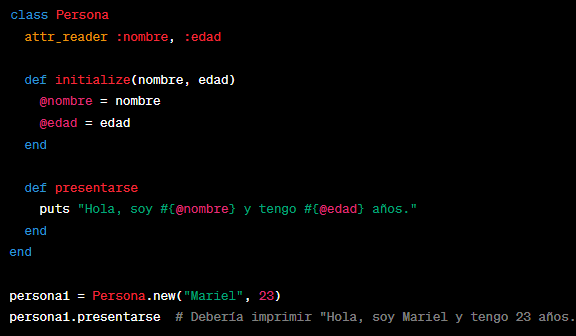 class Persona
  attr_reader :nombre, :edad

  def initialize(nombre, edad)
    @nombre = nombre
    @edad = edad
  end

  def presentarse
    puts "Hola, soy #{@nombre} y tengo #{@edad} años."
  end
end

persona1 = Persona.new("Mariel", 23)
persona1.presentarse  # Debería imprimir "Hola, soy Mariel y tengo 23 años.